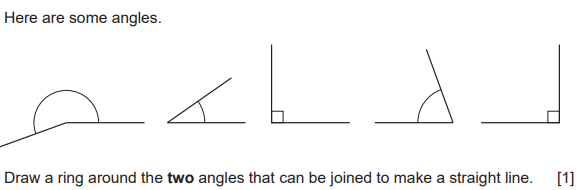 Here are some angles.
Draw a ring around the two angles that can be joined to make a straight line. [1]